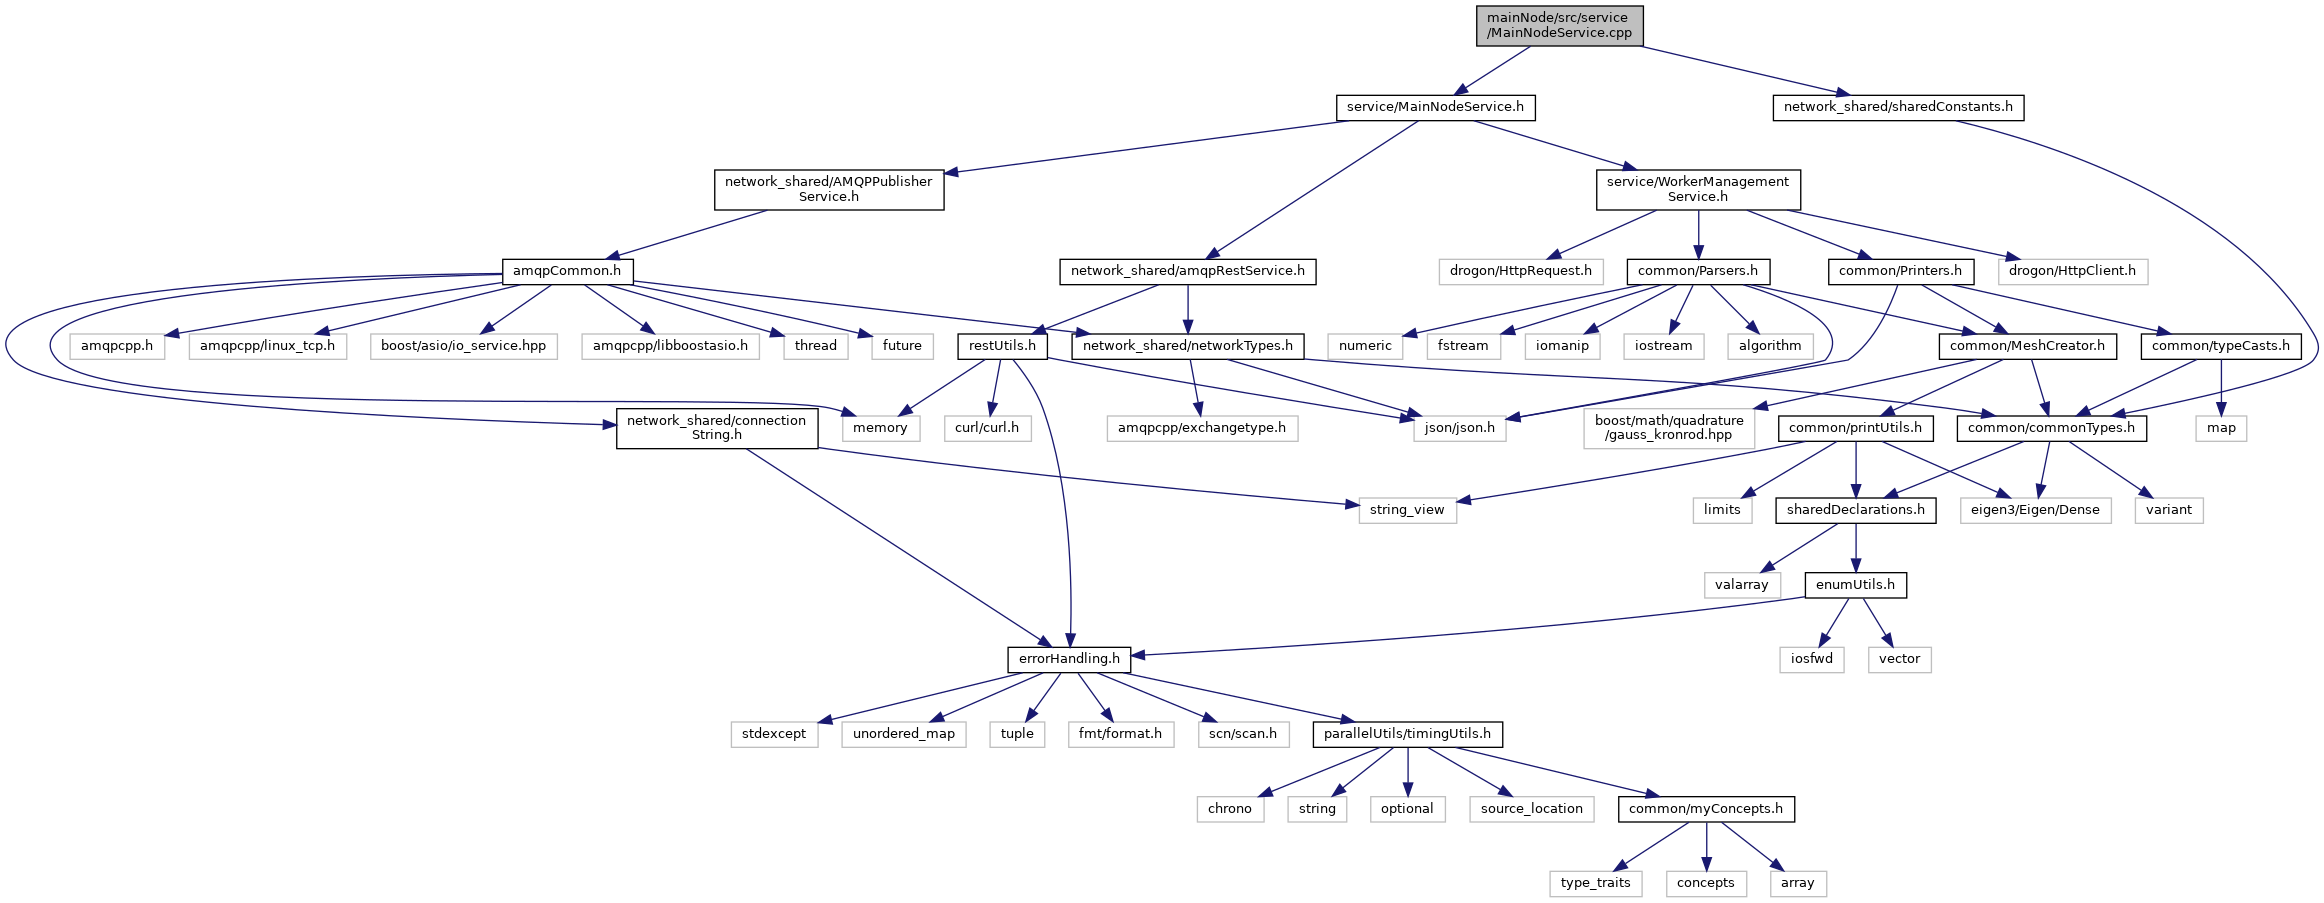 mainNode/src/service
/MainNodeService.cpp
service/MainNodeService.h
network_shared/sharedConstants.h
network_shared/AMQPPublisher
Service.h
service/WorkerManagement
Service.h
amqpCommon.h
network_shared/amqpRestService.h
drogon/HttpRequest.h
common/Parsers.h
common/Printers.h
drogon/HttpClient.h
amqpcpp.h
amqpcpp/linux_tcp.h
boost/asio/io_service.hpp
amqpcpp/libboostasio.h
thread
future
restUtils.h
network_shared/networkTypes.h
numeric
fstream
iomanip
iostream
algorithm
common/MeshCreator.h
common/typeCasts.h
network_shared/connection
String.h
memory
curl/curl.h
amqpcpp/exchangetype.h
json/json.h
boost/math/quadrature
/gauss_kronrod.hpp
common/printUtils.h
common/commonTypes.h
map
string_view
limits
sharedDeclarations.h
eigen3/Eigen/Dense
variant
valarray
enumUtils.h
errorHandling.h
iosfwd
vector
stdexcept
unordered_map
tuple
fmt/format.h
scn/scan.h
parallelUtils/timingUtils.h
chrono
string
optional
source_location
common/myConcepts.h
type_traits
concepts
array